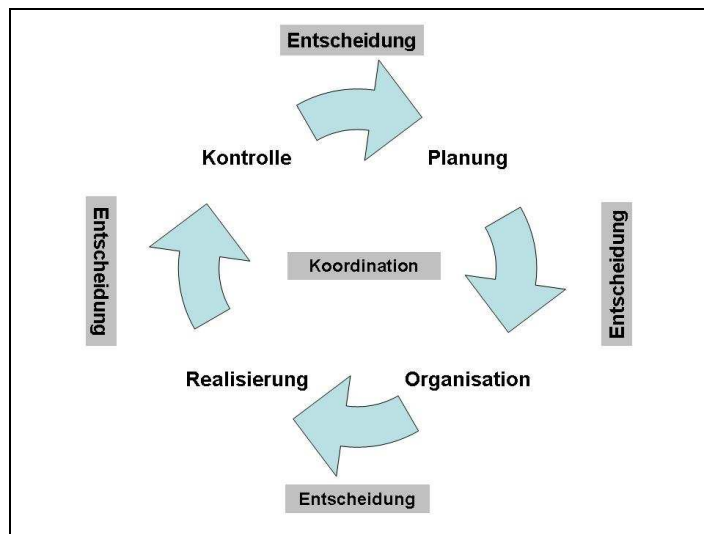 Entscheidung
Kontrolle
Planung
Entscheidung
Koordination
Entscheidung
Realisierung
Organisation
Entscheidung